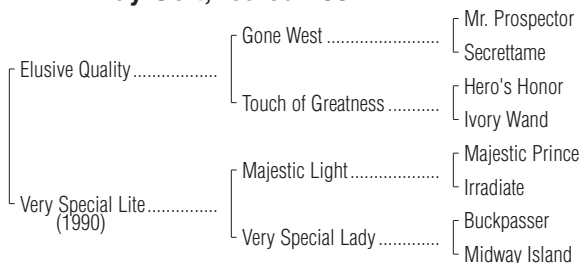 Mr. Prospector
Gone West ........................
Secrettame
Elusive Quality .................
Hero's Honor
Touch of Greatness ...........
Ivory Wand
Majestic Prince
Majestic Light ...................
Irradiate
Very Special Lite ..............
(1990)
Buckpasser
Very Special Lady .............
Midway Island